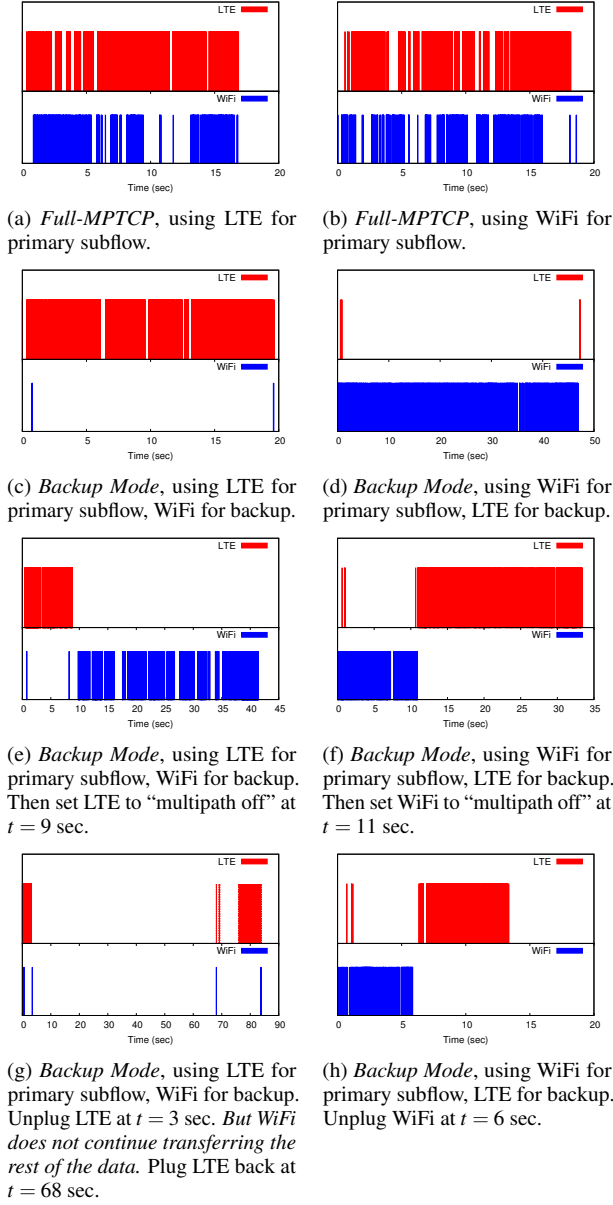 LTE
WiFi
0 5 10 15 20
Time (sec)
(a) Full-MPTCP, using LTE for
primary subflow.
LTE
WiFi
0 5 10 15 20
Time (sec)
(b) Full-MPTCP, using WiFi for
primary subflow.
LTE
WiFi
0 5 10 15 20
Time (sec)
(c) Backup Mode, using LTE for
primary subflow, WiFi for backup.
LTE
WiFi
0 10 20 30 40 50
Time (sec)
(d) Backup Mode, using WiFi for
primary subflow, LTE for backup.
LTE
WiFi
0 5 10 15 20 25 30 35 40 45
Time (sec)
(e) Backup Mode, using LTE for
primary subflow, WiFi for backup.
Then set LTE to “multipath off” at
t = 9 sec.
LTE
WiFi
0 5 10 15 20 25 30 35
Time (sec)
(f) Backup Mode, using WiFi for
primary subflow, LTE for backup.
Then set WiFi to “multipath off” at
t = 11 sec.
LTE
WiFi
0 10 20 30 40 50 60 70 80 90
Time (sec)
(g) Backup Mode, using LTE for
primary subflow, WiFi for backup.
Unplug LTE at t = 3 sec. But WiFi
does not continue transferring the
rest of the data. Plug LTE back at
t = 68 sec.
LTE
WiFi
0 5 10 15 20
Time (sec)
(h) Backup Mode, using WiFi for
primary subflow, LTE for backup.
Unplug WiFi at t = 6 sec.